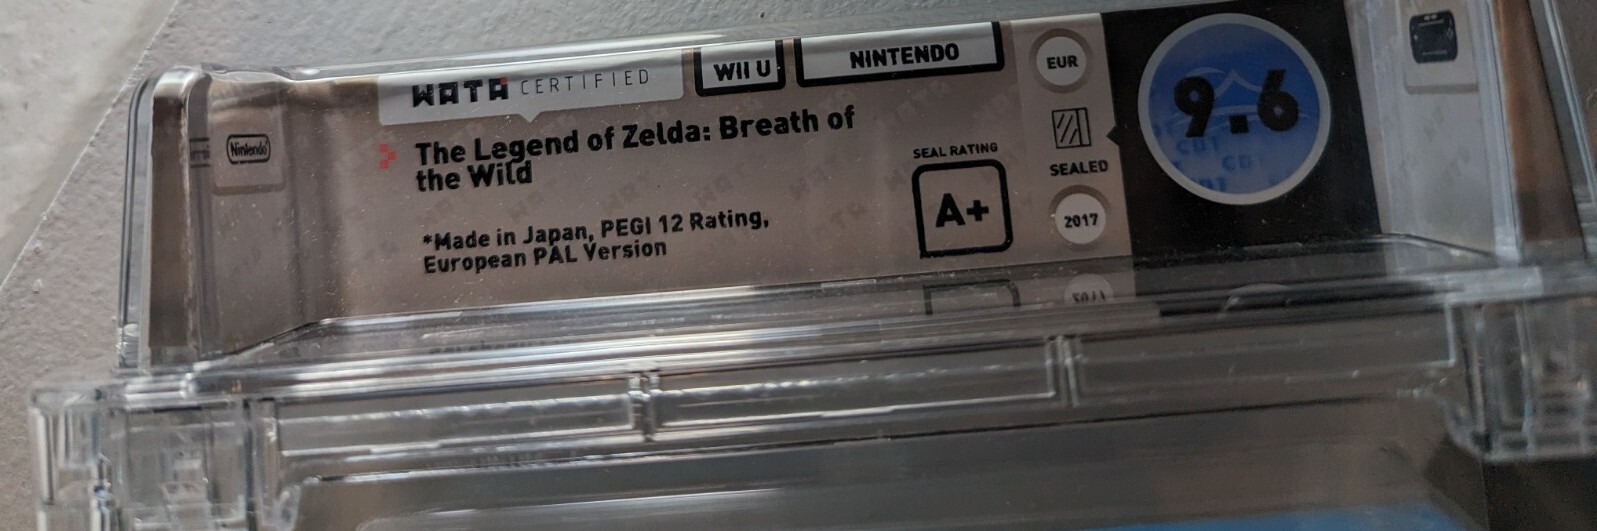 WATA CERTIFIED
WII U
NINTENDO
EUR
9.6
Nintendo
The Legend of Zelda: Breath of
the Wild
SEAL RATING
A+
SEALED
2017
*Made in Japan, PEGI 12 Rating,
European PAL Version